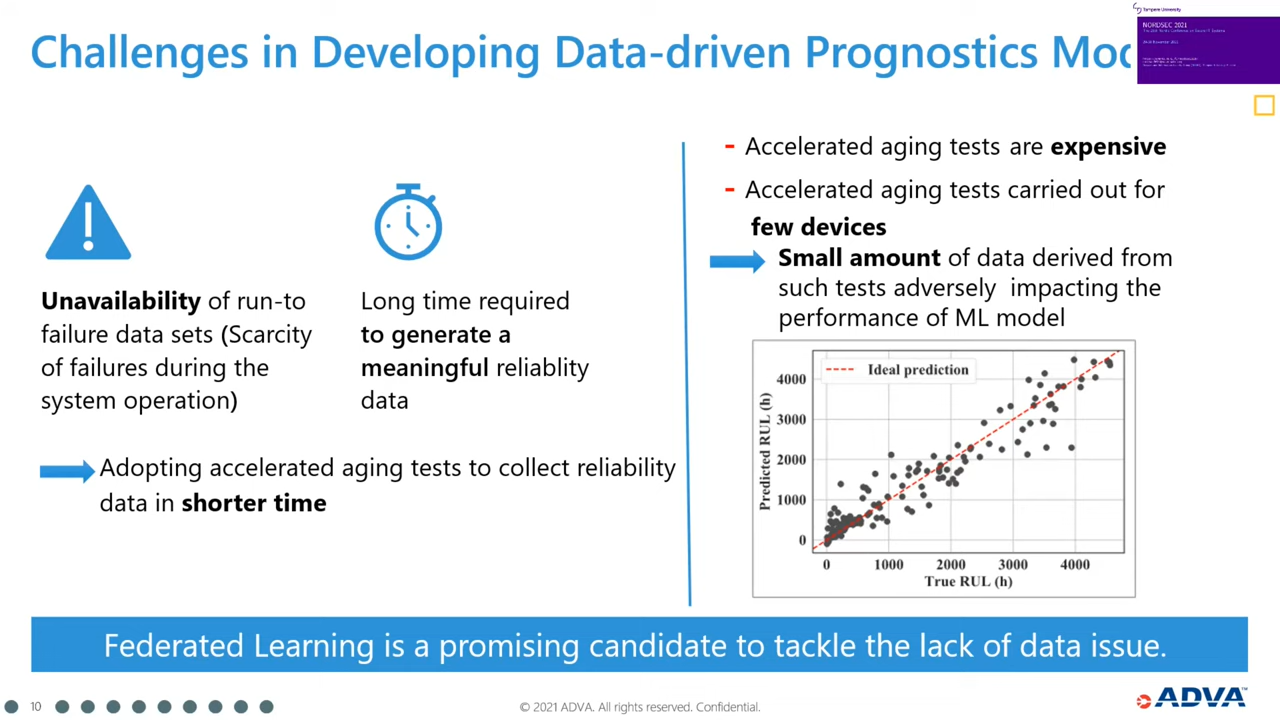 Challenges in Developing Data-driven Prognostics Mod
Tampere University
NORDSEC 2021
Unavailability of run-to
failure data sets (Scarcity
of failures during the
system operation)
Long time required
to generate a
meaningful reliablity
data
Adopting accelerated aging tests to collect reliability
data in shorter time
- Accelerated aging tests are expensive
- Accelerated aging tests carried out for
few devices
Small amount of data derived from
such tests adversely impacting the
performance of ML model
Ideal prediction
Predicted RUL (h)
4000
3000
2000
1000
0
0 1000 2000 3000 4000
True RUL (h)
Federated Learning is a promising candidate to tackle the lack of data issue.
10
© 2021 ADVA. All rights reserved. Confidential.
ADVA™